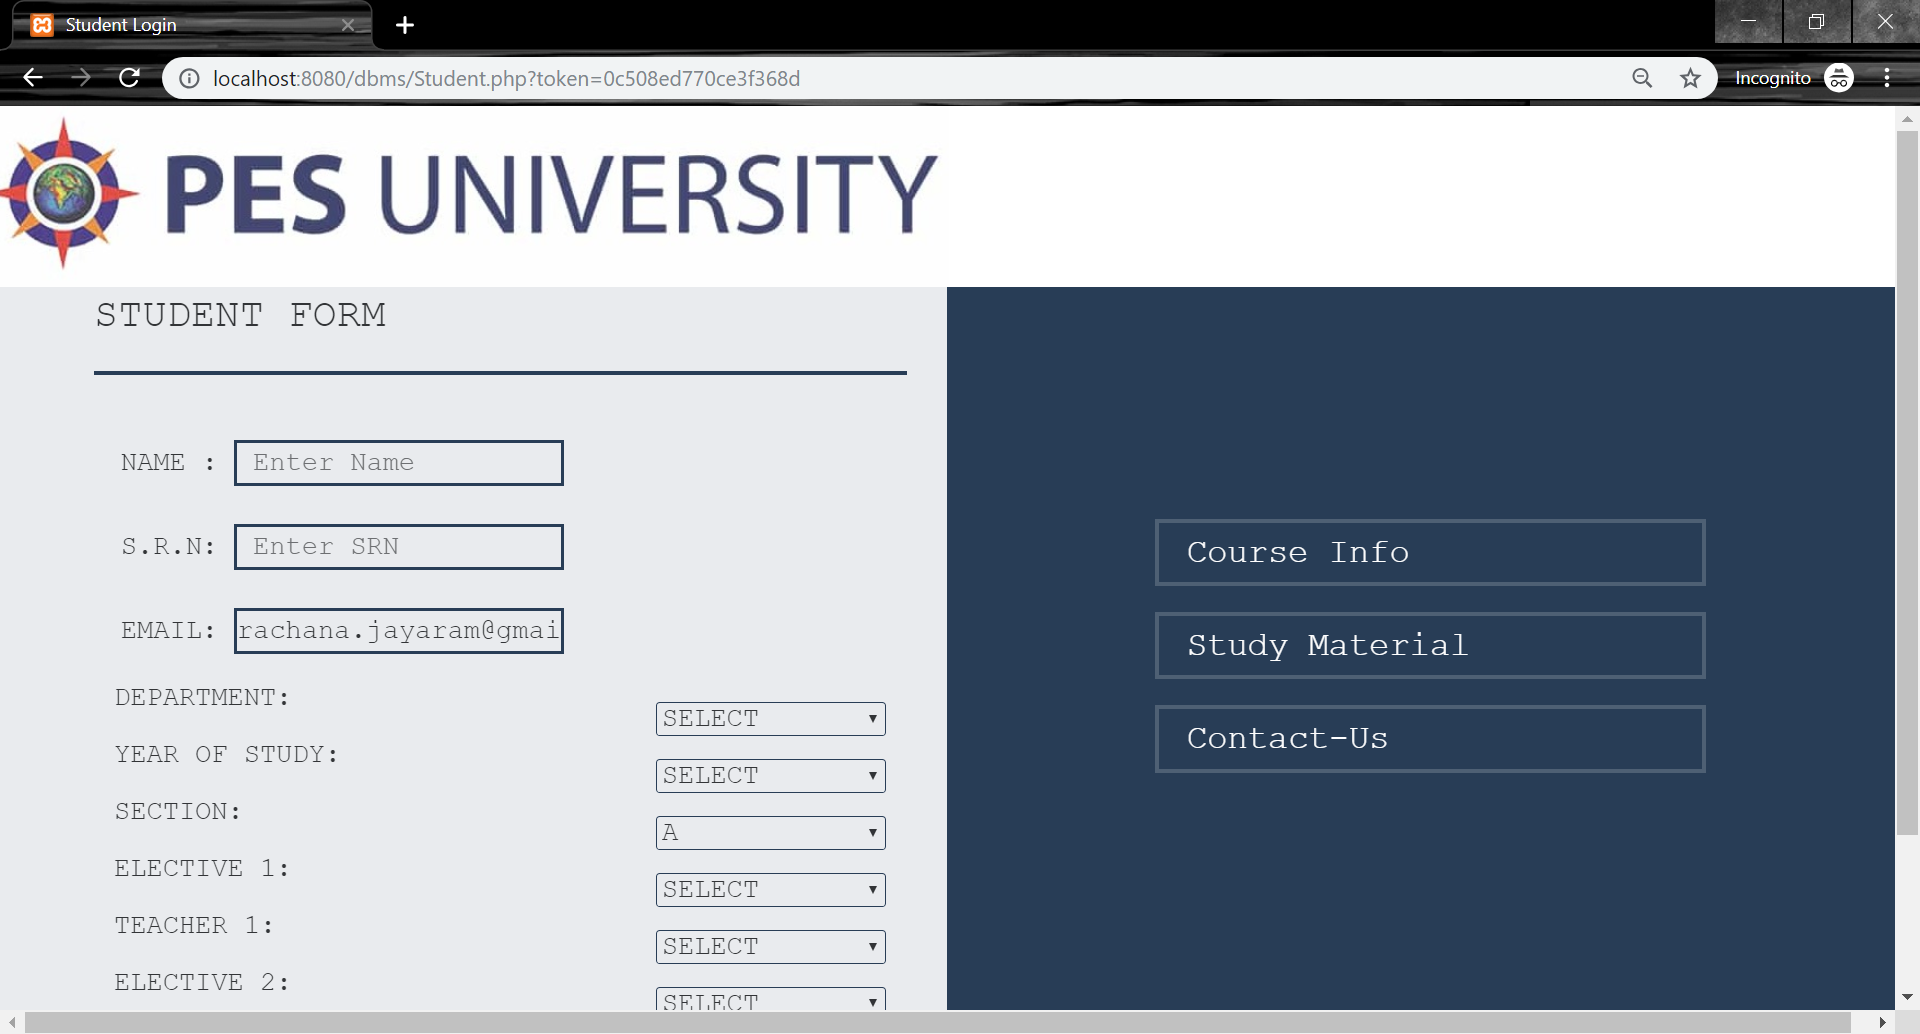 Student Login
localhost:8080/dbms/Student.php?token=0c508ed770ce3f368d
Incognito
PES UNIVERSITY
STUDENT FORM
NAME : Enter Name
S.R.N: Enter SRN
EMAIL: rachana.jayaram@gmai
DEPARTMENT: SELECT
YEAR OF STUDY: SELECT
SECTION: A
ELECTIVE 1: SELECT
TEACHER 1: SELECT
ELECTIVE 2: SELECT
Course Info
Study Material
Contact-Us